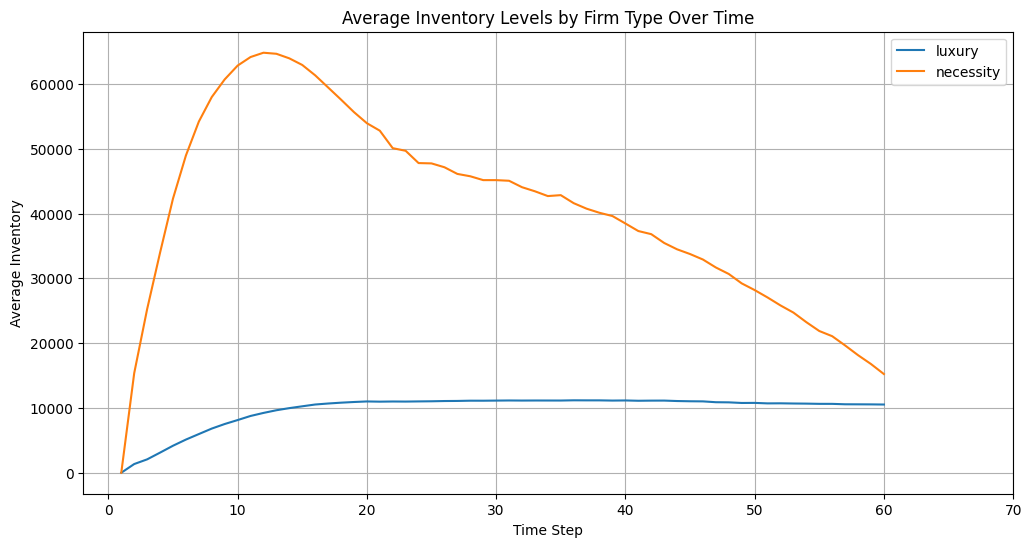 Average Inventory Levels by Firm Type Over Time
luxury
necessity
Average Inventory
60000
50000
40000
30000
20000
10000
0
0 10 20 30 40 50 60 70
Time Step